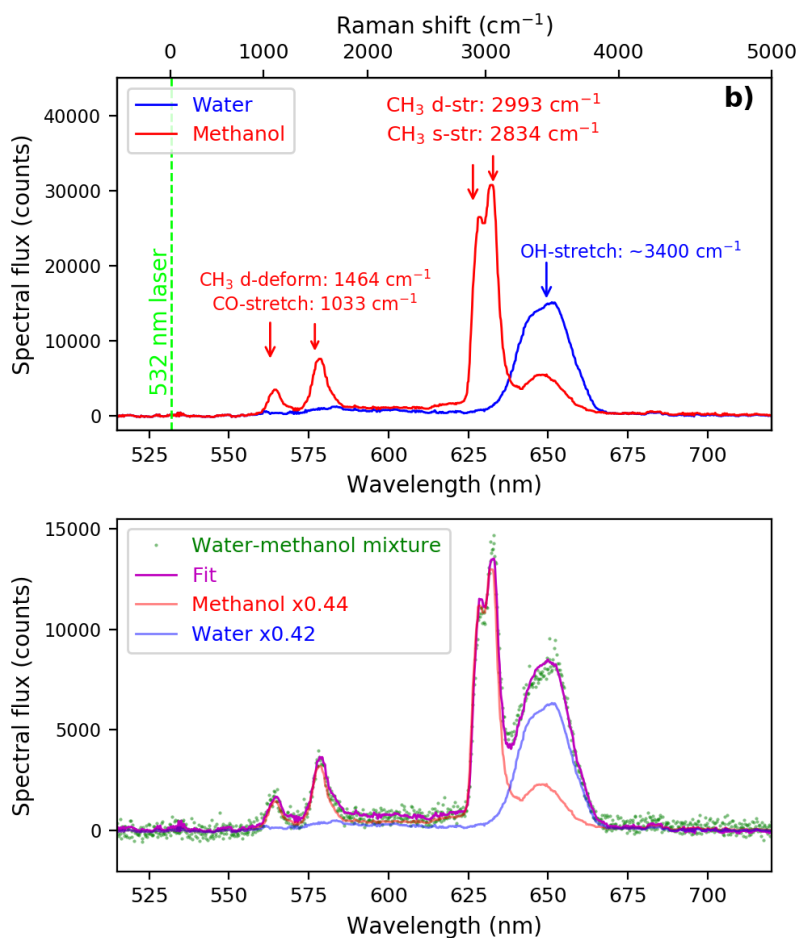 Raman shift (cm⁻¹)
0 1000 2000 3000 4000 5000
b)
Water
Methanol
CH₃ d-str: 2993 cm⁻¹
CH₃ s-str: 2834 cm⁻¹
OH-stretch: ~3400 cm⁻¹
CH₃ d-deform: 1464 cm⁻¹
CO-stretch: 1033 cm⁻¹
532 nm laser
Spectral flux (counts)
40000
30000
20000
10000
0
525 550 575 600 625 650 675 700
Wavelength (nm)
Water-methanol mixture
Fit
Methanol x0.44
Water x0.42
Spectral flux (counts)
15000
10000
5000
0
525 550 575 600 625 650 675 700
Wavelength (nm)